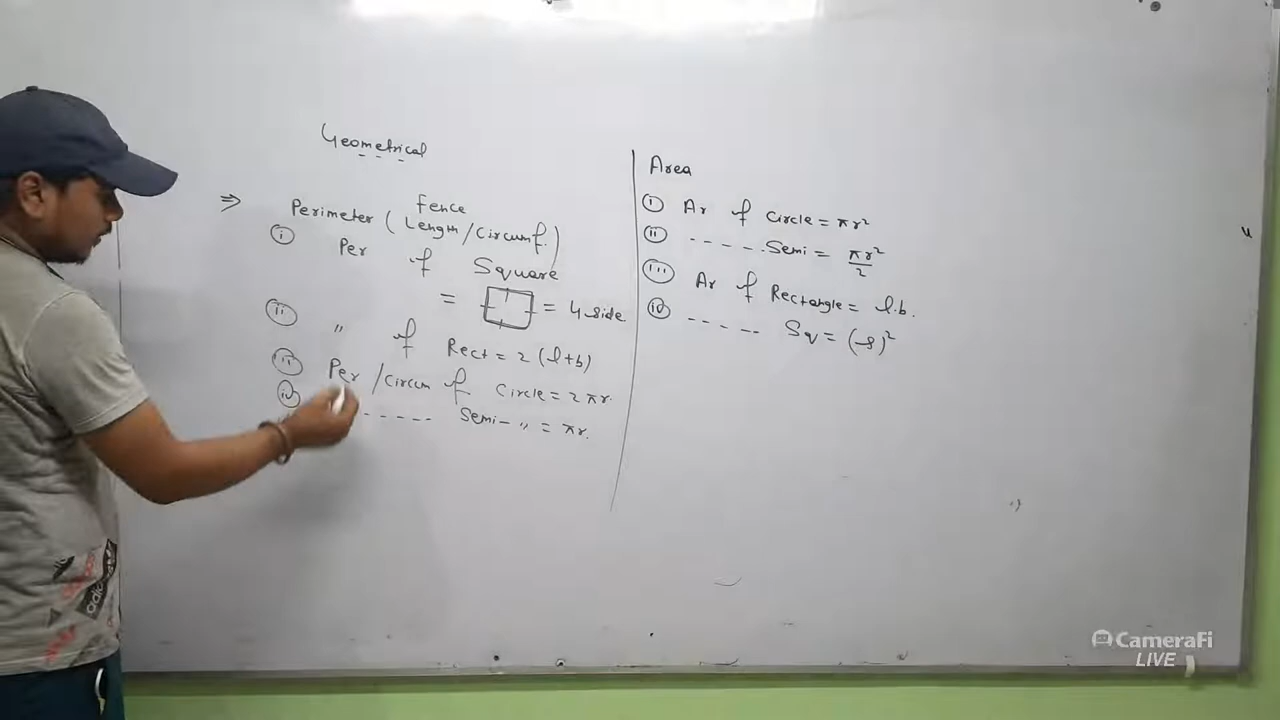 Geometrical
⇒ Perimeter ( Length / Circumf. )
Fence
(i) Per of Square
= = 4 side
(ii) " of Rect = 2 (l+b)
(iii) Per / Circum of Circle = 2πr.
(iv) ----- Semi- " = πr.
Area
(i) Ar of Circle = πr²
(ii) ----- Semi = πr²/2
(iii) Ar of Rectangle = l.b.
(iv) ----- Sq = (s)²
adidas
CameraFi
LIVE